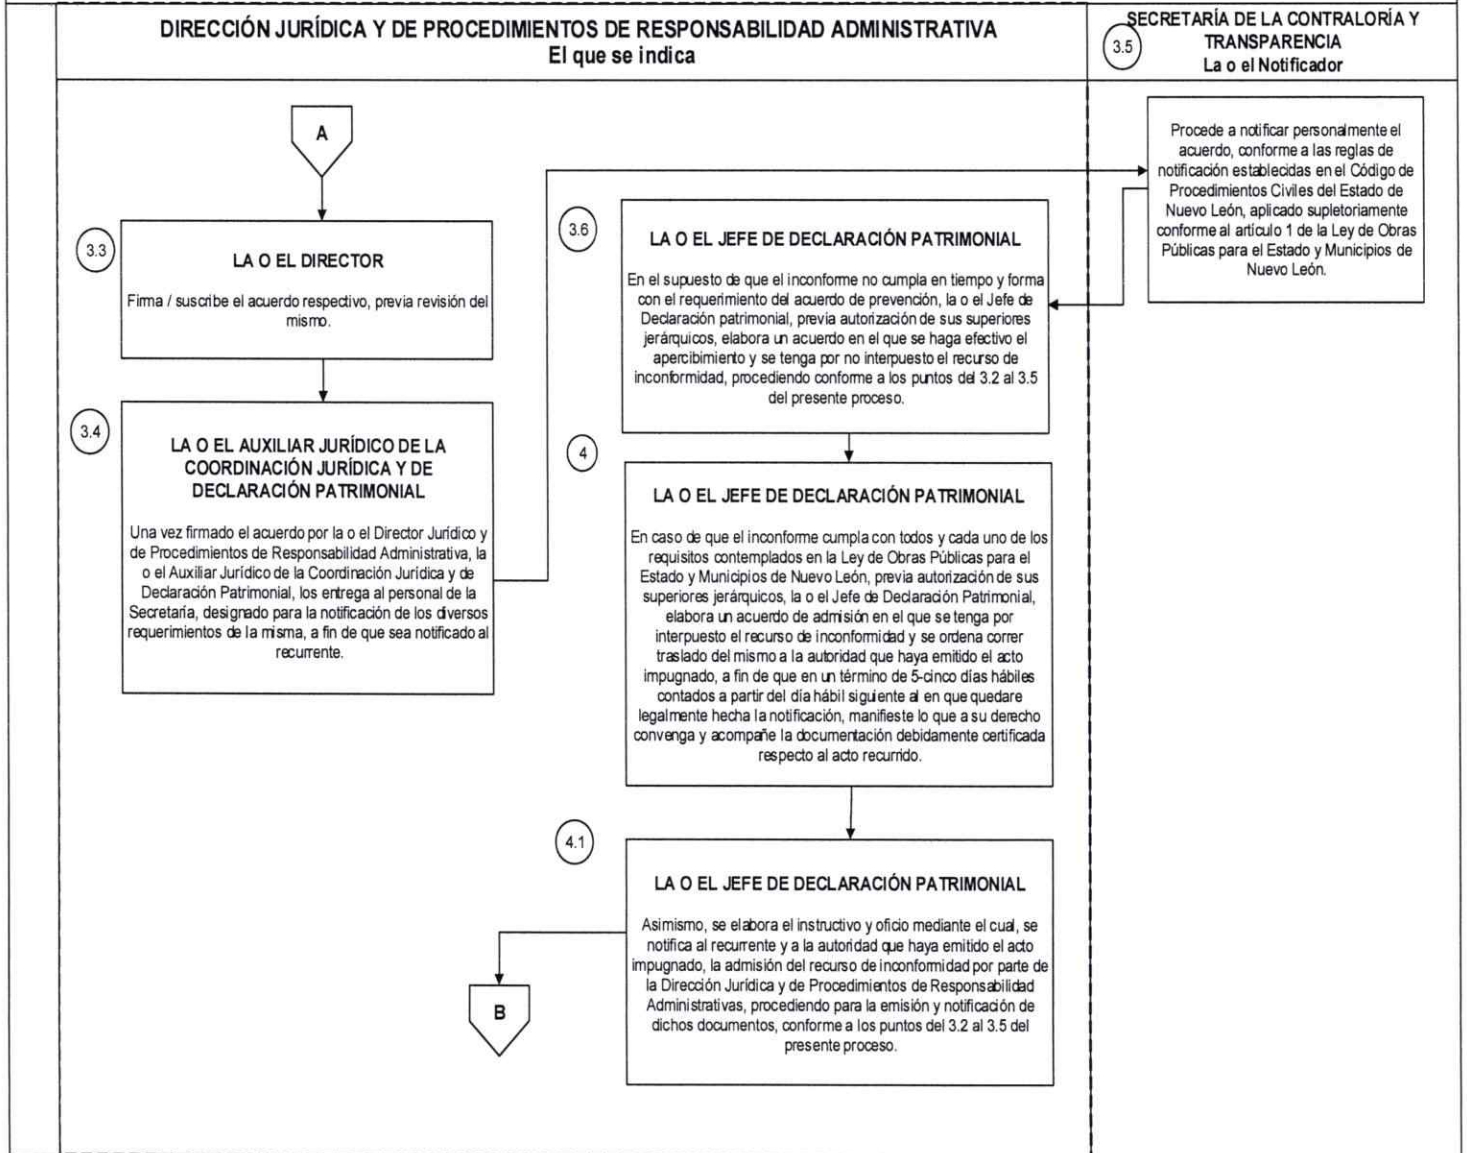 DIRECCIÓN JURÍDICA Y DE PROCEDIMIENTOS DE RESPONSABILIDAD ADMINISTRATIVA
El que se indica
SECRETARÍA DE LA CONTRALORÍA Y
TRANSPARENCIA
La o el Notificador
3.5
A
3.3
LA O EL DIRECTOR
Firma / suscribe el acuerdo respectivo, previa revisión del
mismo.
3.4
LA O EL AUXILIAR JURÍDICO DE LA
COORDINACIÓN JURÍDICA Y DE
DECLARACIÓN PATRIMONIAL
Una vez firmado el acuerdo por la o el Director Jurídico y
de Procedimientos de Responsabilidad Administrativa, la
o el Auxiliar Jurídico de la Coordinación Jurídica y de
Declaración Patrimonial, los entrega al personal de la
Secretaría, designado para la notificación de los diversos
requerimientos de la misma, a fin de que sea notificado al
recurrente.
Procede a notificar personalmente el
acuerdo, conforme a las reglas de
notificación establecidas en el Código de
Procedimientos Civiles del Estado de
Nuevo León, aplicado supletoriamente
conforme al artículo 1 de la Ley de Obras
Públicas para el Estado y Municipios de
Nuevo León.
3.6
LA O EL JEFE DE DECLARACIÓN PATRIMONIAL
En el supuesto de que el inconforme no cumpla en tiempo y forma
con el requerimiento del acuerdo de prevención, la o el Jefe de
Declaración patrimonial, previa autorización de sus superiores
jerárquicos, elabora un acuerdo en el que se haga efectivo el
apercibimiento y se tenga por no interpuesto el recurso de
inconformidad, procediendo conforme a los puntos del 3.2 al 3.5
del presente proceso.
4
LA O EL JEFE DE DECLARACIÓN PATRIMONIAL
En caso de que el inconforme cumpla con todos y cada uno de los
requisitos contemplados en la Ley de Obras Públicas para el
Estado y Municipios de Nuevo León, previa autorización de sus
superiores jerárquicos, la o el Jefe de Declaración Patrimonial,
elabora un acuerdo de admisión en el que se tenga por
interpuesto el recurso de inconformidad y se ordena correr
traslado del mismo a la autoridad que haya emitido el acto
impugnado, a fin de que en un término de 5-cinco días hábiles
contados a partir del día hábil siguiente al en que quedare
legalmente hecha la notificación, manifieste lo que a su derecho
convenga y acompañe la documentación debidamente certificada
respecto al acto recurrido.
4.1
LA O EL JEFE DE DECLARACIÓN PATRIMONIAL
Asimismo, se elabora el instructivo y oficio mediante el cual, se
notifica al recurrente y a la autoridad que haya emitido el acto
impugnado, la admisión del recurso de inconformidad por parte de
la Dirección Jurídica y de Procedimientos de Responsabilidad
Administrativas, procediendo para la emisión y notificación de
dichos documentos, conforme a los puntos del 3.2 al 3.5 del
presente proceso.
B